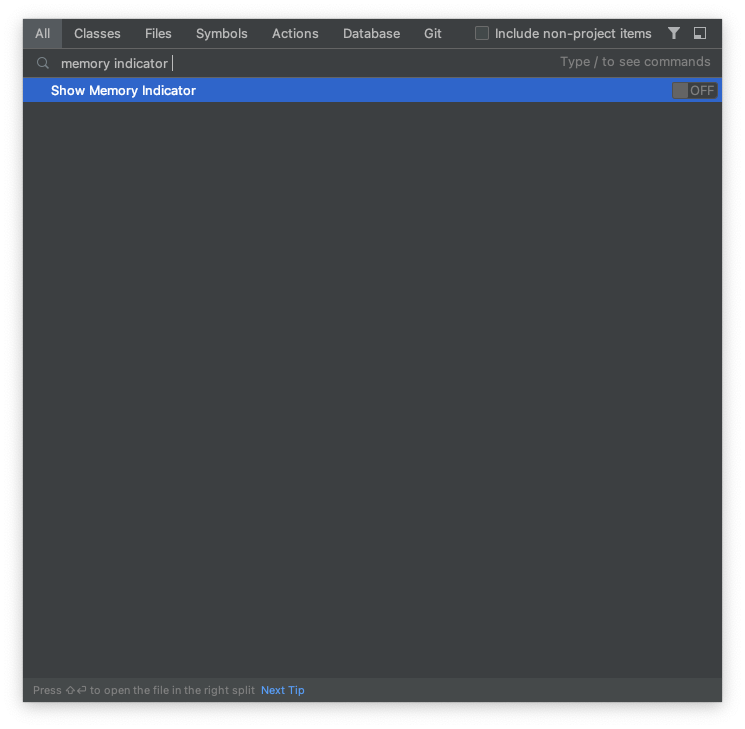 All Classes Files Symbols Actions Database Git Include non-project items
memory indicator Type / to see commands
Show Memory Indicator OFF
Press ⇧⏎ to open the file in the right split Next Tip